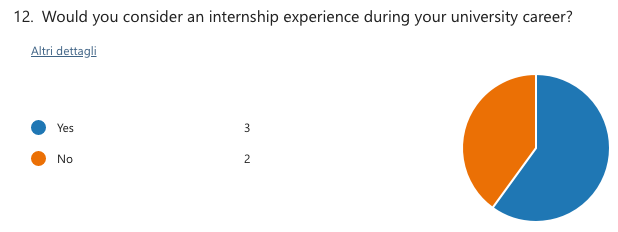 12. Would you consider an internship experience during your university career?
Altri dettagli
Yes 3
No 2